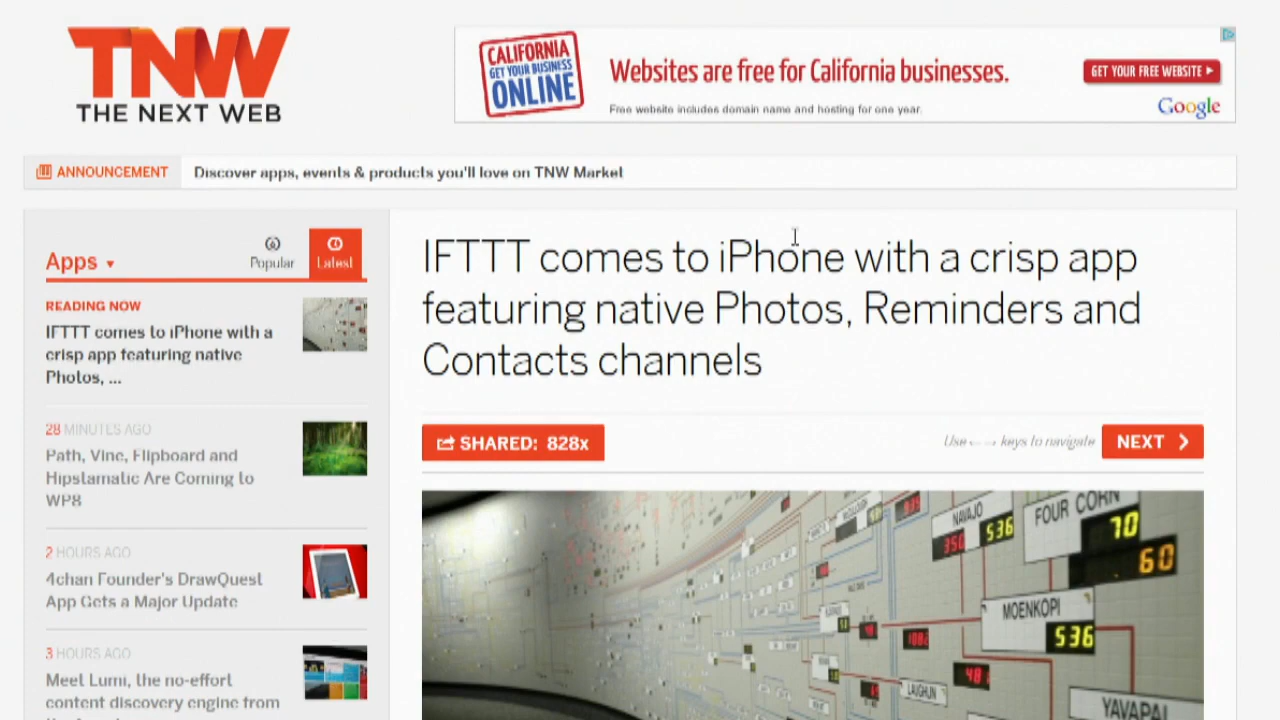 TNW
THE NEXT WEB
CALIFORNIA
GET YOUR BUSINESS
ONLINE
Websites are free for California businesses.
Free website includes domain name and hosting for one year.
GET YOUR FREE WEBSITE
Google
ANNOUNCEMENT
Discover apps, events & products you'll love on TNW Market
Apps
Popular
Latest
READING NOW
IFTTT comes to iPhone with a
crisp app featuring native
Photos, ...
28 MINUTES AGO
Path, Vine, Flipboard and
Hipstamatic Are Coming to
WP8
2 HOURS AGO
4chan Founder's DrawQuest
App Gets a Major Update
3 HOURS AGO
Meet Lumi, the no-effort
content discovery engine from
IFTTT comes to iPhone with a crisp app
featuring native Photos, Reminders and
Contacts channels
SHARED: 828x
Use keys to navigate
NEXT
NAVAJO
350
536
FOUR CORN
70
60
MOENKOPI
536
LAUGHLIN
YAVAPAI